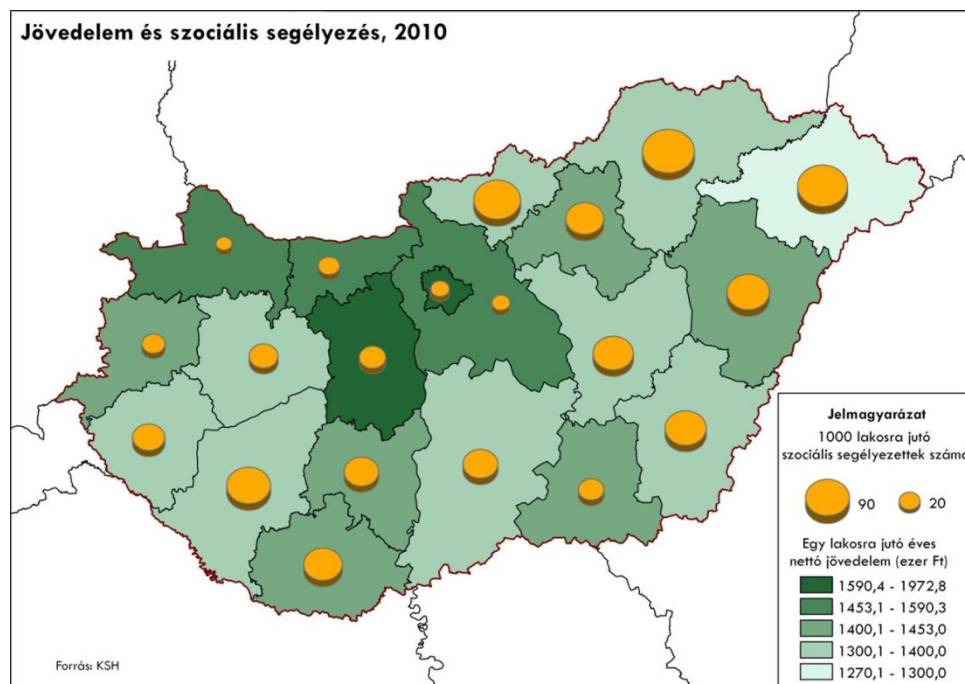 Jövedelem és szociális segélyezés, 2010
Jelmagyarázat
1000 lakosra jutó
szociális segélyezettek száma
90
20
Egy lakosra jutó éves
nettó jövedelem (ezer Ft)
1590,4 - 1972,8
1453,1 - 1590,3
1400,1 - 1453,0
1300,1 - 1400,0
1270,1 - 1300,0
Forrás: KSH